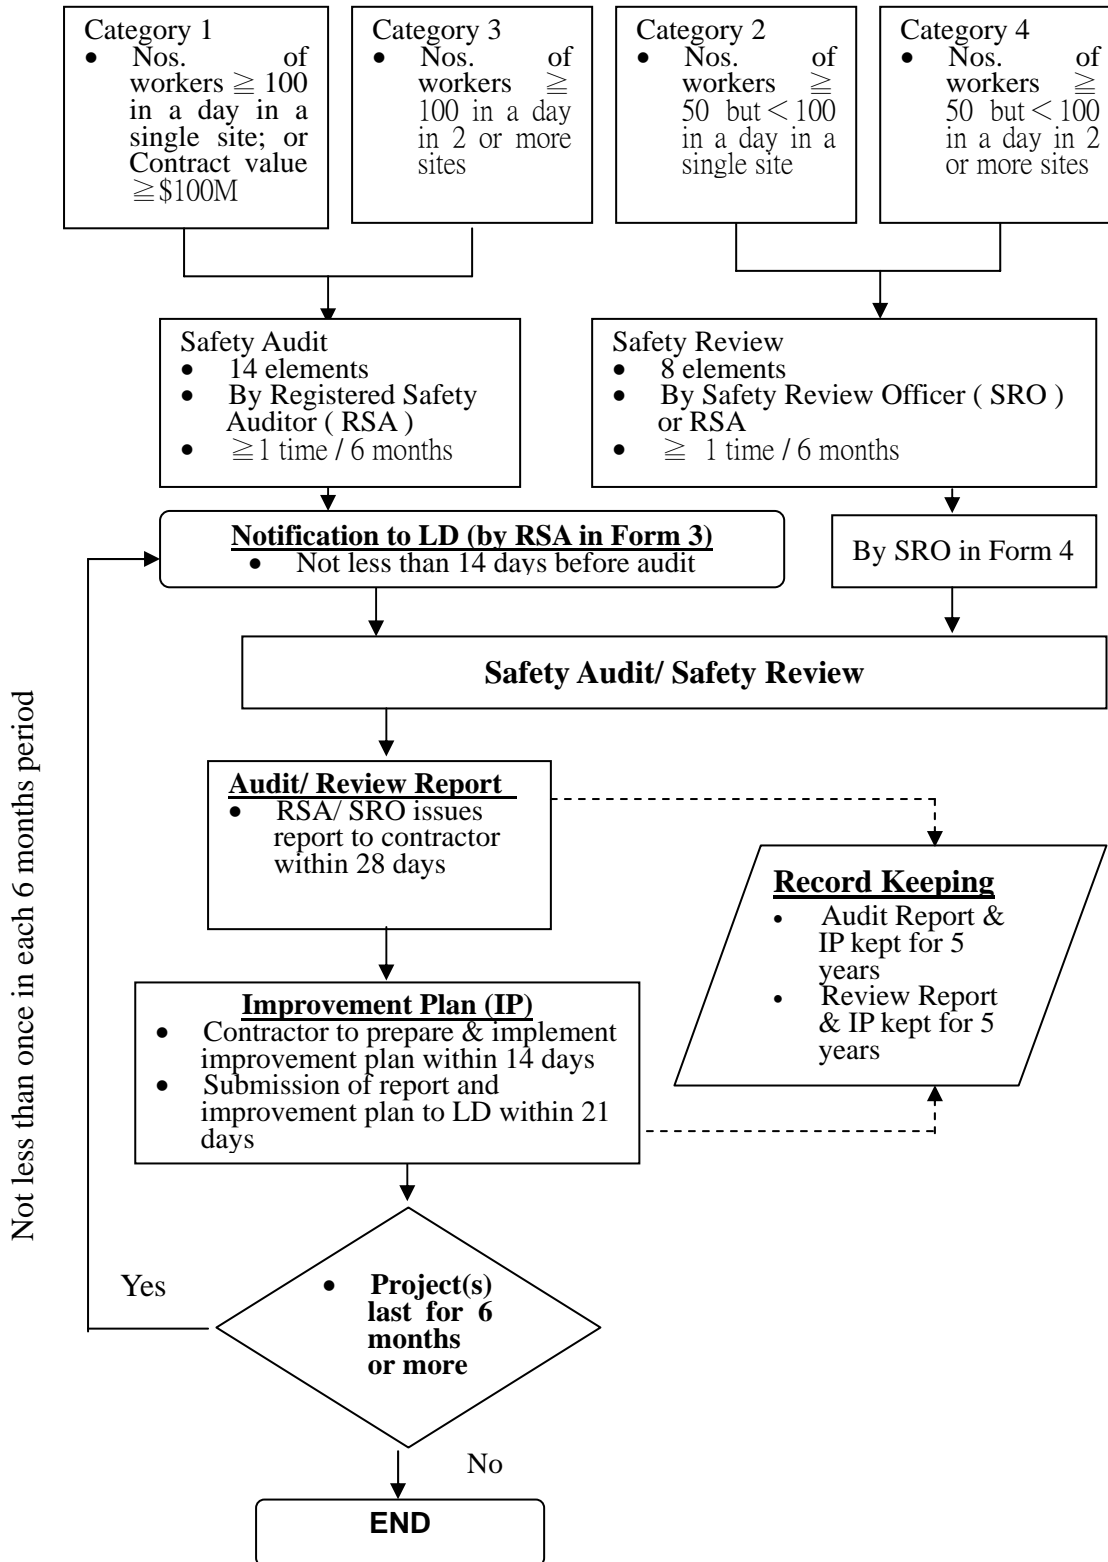 Category 1
• Nos. of
workers ≧ 100
in a day in a
single site; or
Contract value
≧$100M
Category 3
• Nos. of
workers ≧
100 in a day
in 2 or more
sites
Category 2
• Nos. of
workers ≧
50 but < 100
in a day in a
single site
Category 4
• Nos. of
workers ≧
50 but < 100
in a day in 2
or more sites
Safety Audit
• 14 elements
• By Registered Safety
Auditor ( RSA )
• ≧1 time / 6 months
Safety Review
• 8 elements
• By Safety Review Officer ( SRO )
or RSA
• ≧ 1 time / 6 months
Notification to LD (by RSA in Form 3)
• Not less than 14 days before audit
By SRO in Form 4
Safety Audit/ Safety Review
Audit/ Review Report
• RSA/ SRO issues
report to contractor
within 28 days
Record Keeping
• Audit Report &
IP kept for 5
years
• Review Report
& IP kept for 5
years
Improvement Plan (IP)
• Contractor to prepare & implement
improvement plan within 14 days
• Submission of report and
improvement plan to LD within 21
days
Not less than once in each 6 months period
Yes
• Project(s)
last for 6
months
or more
No
END